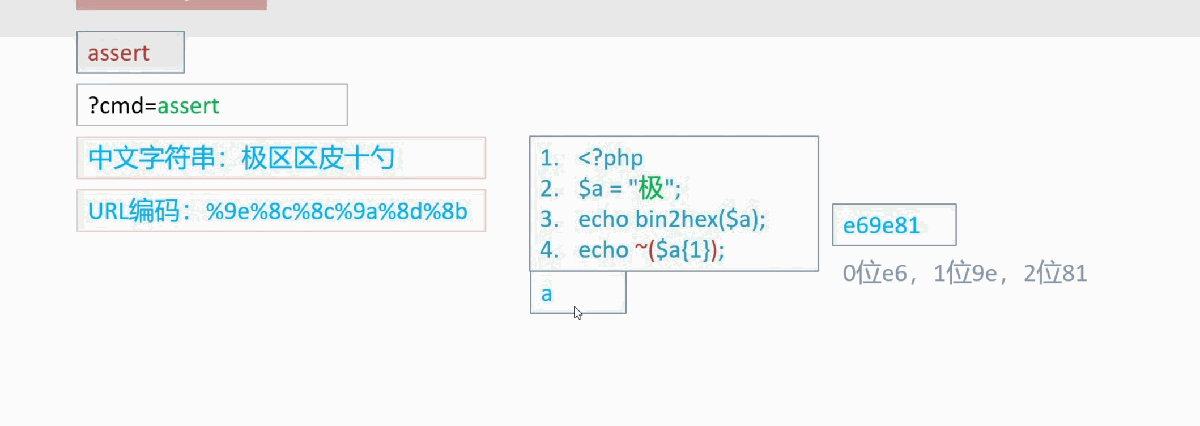 assert
?cmd=assert
中文字符串：极区区皮十勺
URL编码：%9e%8c%8c%9a%8d%8b
1. <?php
2. $a = "极";
3. echo bin2hex($a);
4. echo ~($a{1});
a
e69e81
0位e6，1位9e，2位81